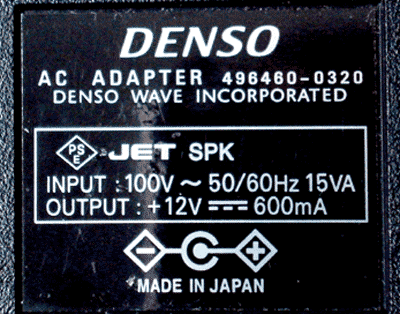 DENSO
AC ADAPTER 496460-0320
DENSO WAVE INCORPORATED
PS E JET SPK
INPUT : 100V ~ 50/60Hz 15VA
OUTPUT : +12V ⎓ 600mA
- C +
MADE IN JAPAN